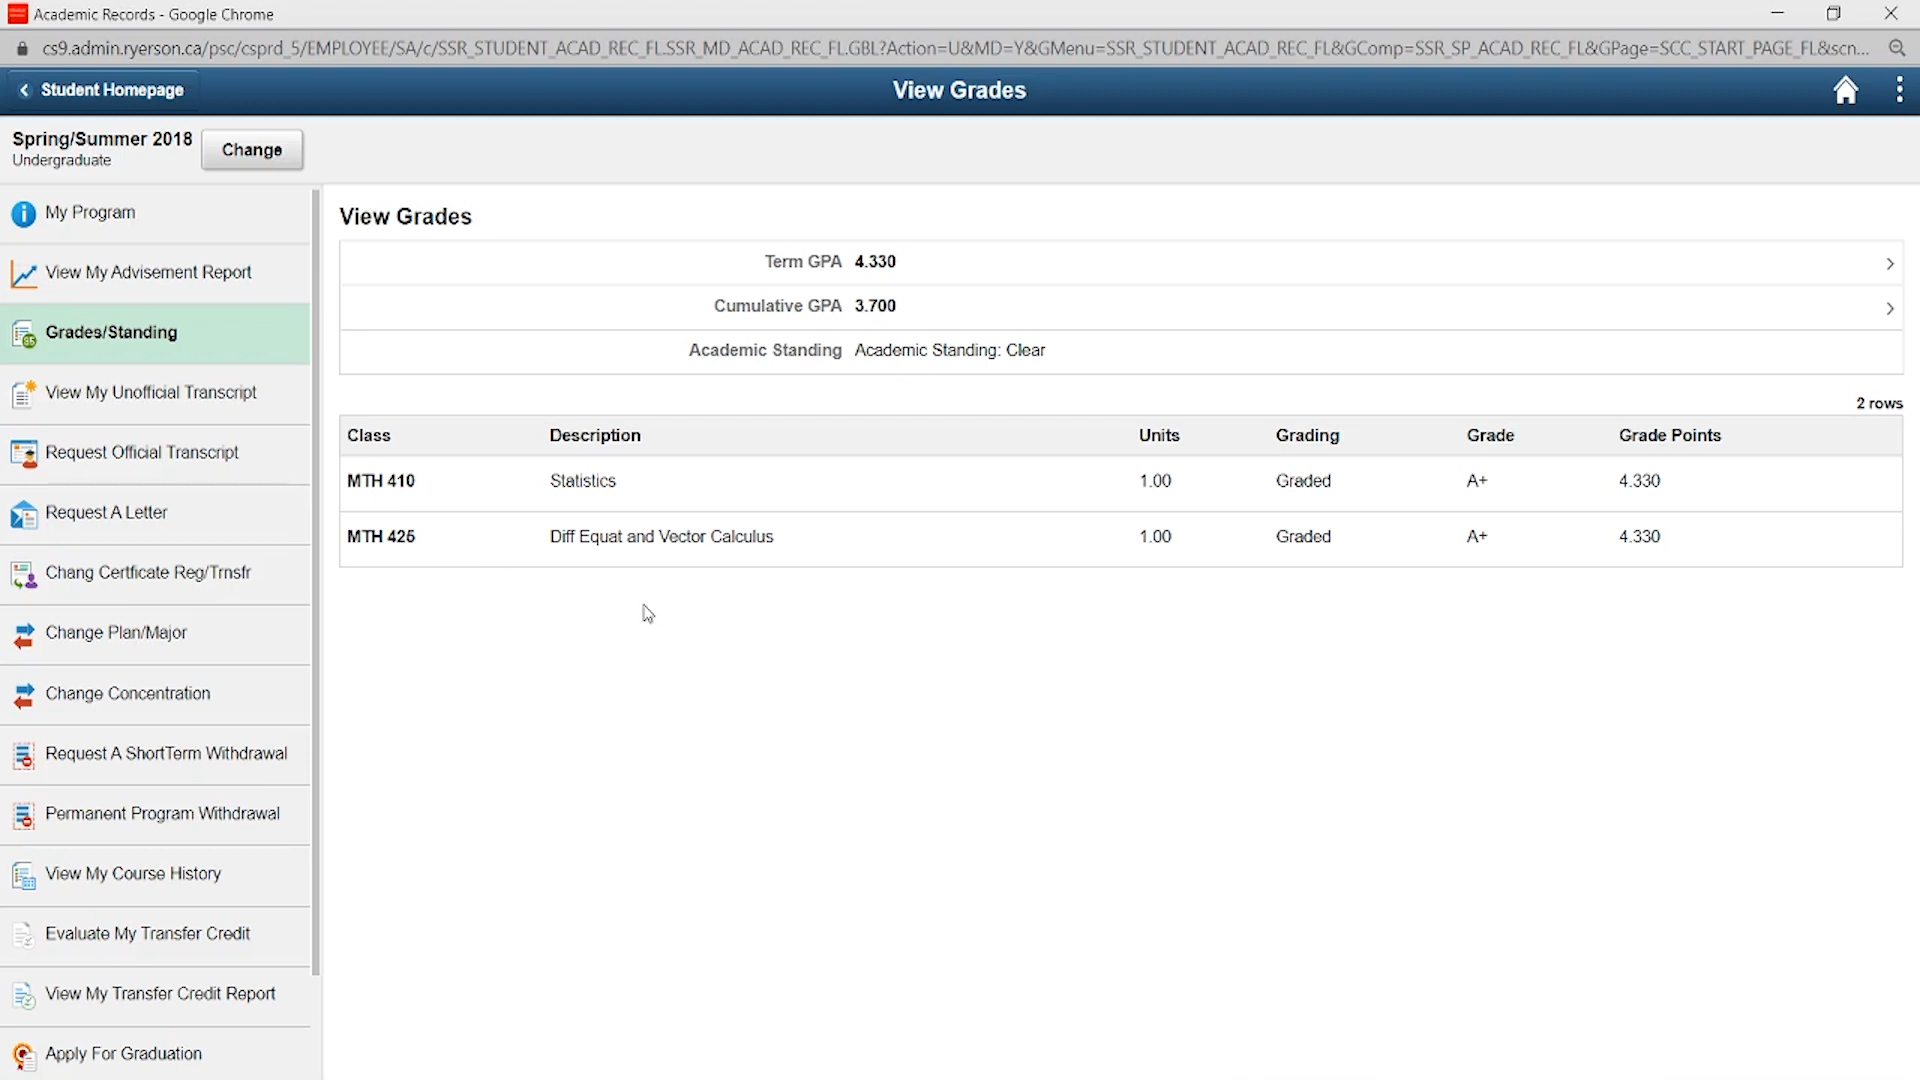 Academic Records - Google Chrome
cs9.admin.ryerson.ca/psc/csprd_5/EMPLOYEE/SA/c/SSR_STUDENT_ACAD_REC_FL.SSR_MD_ACAD_REC_FL.GBL?Action=U&MD=Y&GMenu=SSR_STUDENT_ACAD_REC_FL&GComp=SSR_SP_ACAD_REC_FL&GPage=SCC_START_PAGE_FL&scn...
Student Homepage
View Grades
Spring/Summer 2018
Undergraduate
Change
My Program
View My Advisement Report
Grades/Standing
View My Unofficial Transcript
Request Official Transcript
Request A Letter
Chang Certficate Reg/Trnsfr
Change Plan/Major
Change Concentration
Request A ShortTerm Withdrawal
Permanent Program Withdrawal
View My Course History
Evaluate My Transfer Credit
View My Transfer Credit Report
Apply For Graduation
View Grades
Term GPA 4.330
Cumulative GPA 3.700
Academic Standing Academic Standing: Clear
2 rows
Class Description Units Grading Grade Grade Points
MTH 410 Statistics 1.00 Graded A+ 4.330
MTH 425 Diff Equat and Vector Calculus 1.00 Graded A+ 4.330